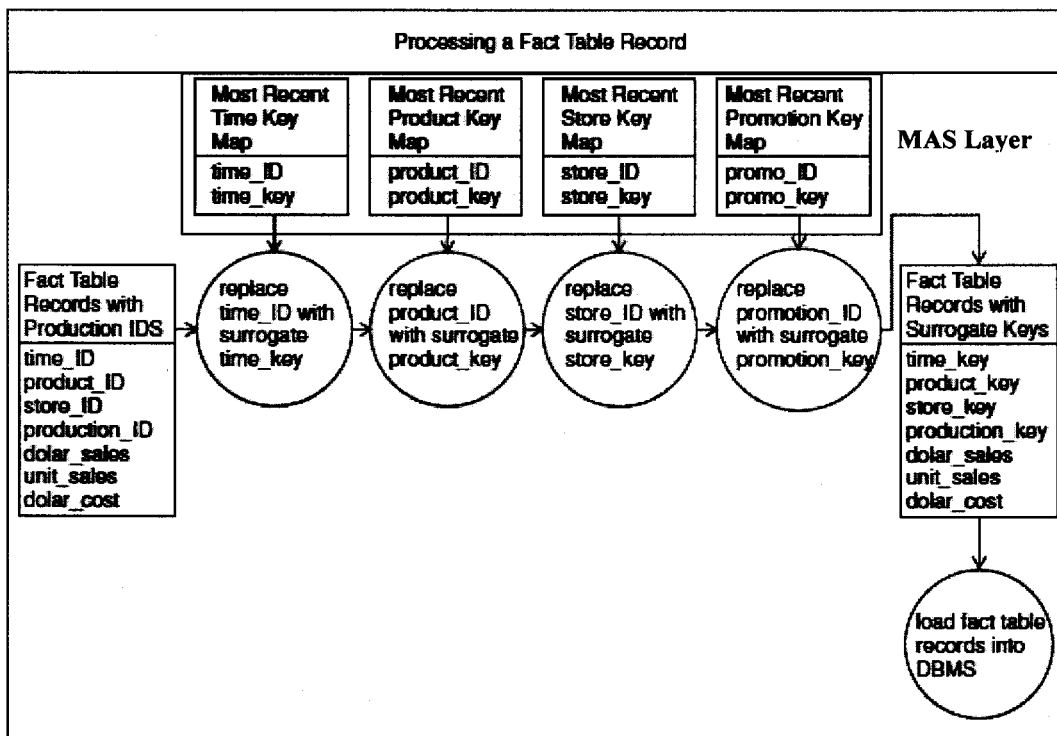 Processing a Fact Table Record
Most Recent
Time Key
Map
time_ID
time_key
Most Recent
Product Key
Map
product_ID
product_key
Most Recent
Store Key
Map
store_ID
store_key
Most Recent
Promotion Key
Map
promo_ID
promo_key
MAS Layer
Fact Table
Records with
Production IDS
time_ID
product_ID
store_ID
production_ID
dolar_sales
unit_sales
dolar_cost
replace
time_ID with
surrogate
time_key
replace
product_ID
with surrogate
product_key
replace
store_ID with
surrogate
store_key
replace
promotion_ID
with surrogate
promotion_key
Fact Table
Records with
Surrogate Keys
time_key
product_key
store_key
production_key
dolar_sales
unit_sales
dolar_cost
load fact table
records into
DBMS